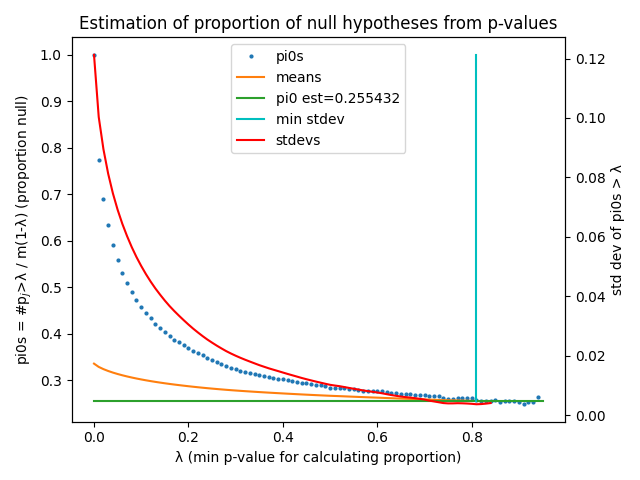 Estimation of proportion of null hypotheses from p-values
pi0s = #pⱼ>λ / m(1-λ) (proportion null)
1.0
0.9
0.8
0.7
0.6
0.5
0.4
0.3
pi0s
means
pi0 est=0.255432
min stdev
stdevs
0.12
0.10
0.08
0.06
0.04
0.02
0.00
std dev of pi0s > λ
0.0 0.2 0.4 0.6 0.8
λ (min p-value for calculating proportion)